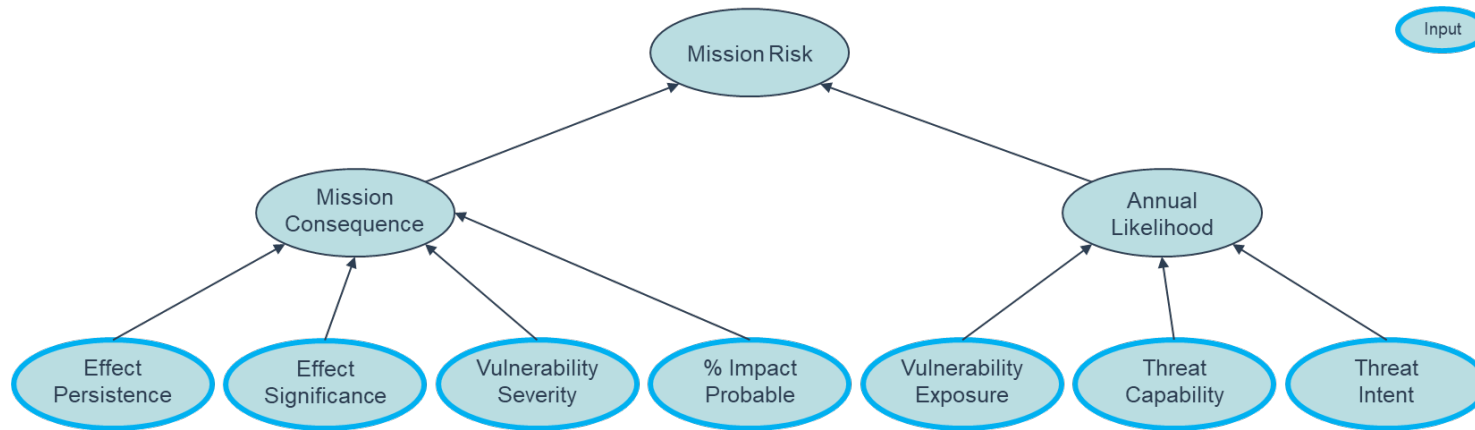 Mission Risk
Input
Mission
Consequence
Annual
Likelihood
Effect
Persistence
Effect
Significance
Vulnerability
Severity
% Impact
Probable
Vulnerability
Exposure
Threat
Capability
Threat
Intent